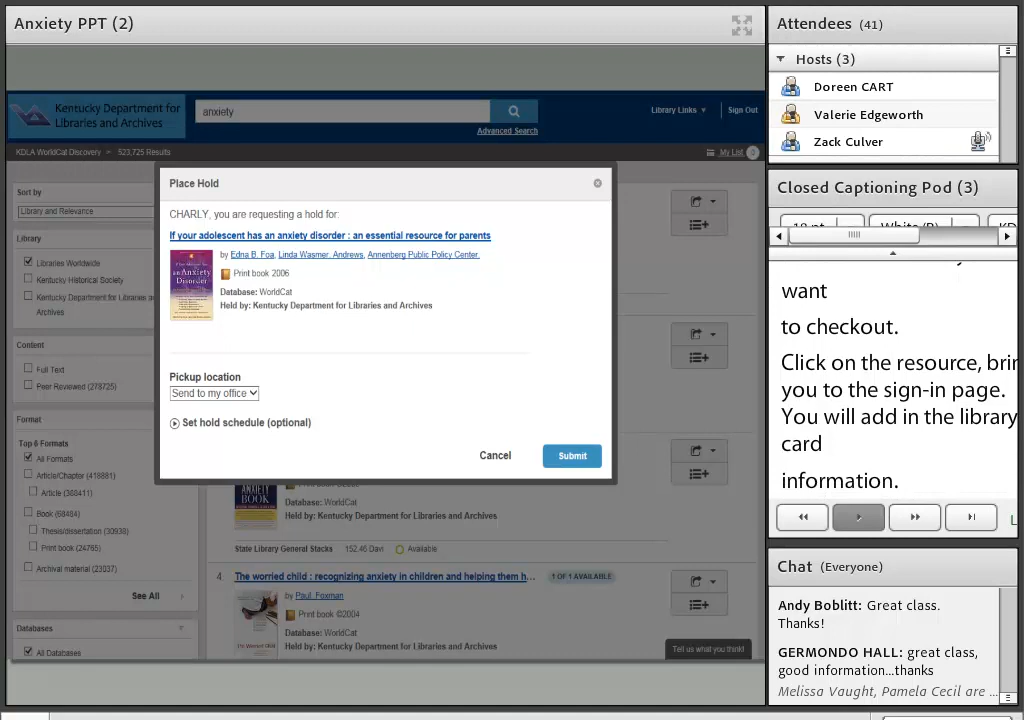 Anxiety PPT (2)
Kentucky Department for
Libraries and Archives
anxiety
Advanced Search
Library Links
Sign Out
KDLA WorldCat Discovery > 523,725 Results
My List 0
Sort by
Library and Relevance
Library
Libraries Worldwide
Kentucky Historical Society
Kentucky Department for Libraries a
Archives
Content
Full Text
Peer Reviewed (278725)
Format
Top 6 Formats
All Formats
Article/Chapter (418881)
Article (388411)
Book (68484)
Thesis/dissertation (30938)
Print book (24765)
Archival material (23037)
See All
Databases
All Databases
Place Hold
CHARLY, you are requesting a hold for:
If your adolescent has an anxiety disorder : an essential resource for parents
an Anxiety
Disorder
by Edna B. Foa, Linda Wasmer. Andrews, Annenberg Public Policy Center.
Print book 2006
Database: WorldCat
Held by: Kentucky Department for Libraries and Archives
Pickup location
Send to my office
Set hold schedule (optional)
Cancel
Submit
ANXIETY
BOOK
Database: WorldCat
Held by: Kentucky Department for Libraries and Archives
State Library General Stacks 152.46 Davi Available
4. The worried child : recognizing anxiety in children and helping them h...
1 OF 1 AVAILABLE
by Paul. Foxman
Print book ©2004
Database: WorldCat
Held by: Kentucky Department for Libraries and Archives
Tell us what you think!
Attendees (41)
Hosts (3)
Doreen CART
Valerie Edgeworth
Zack Culver
Closed Captioning Pod (3)
want
to checkout.
Click on the resource, brin
you to the sign-in page.
You will add in the library
card
information.
Chat (Everyone)
Andy Boblitt: Great class.
Thanks!
GERMONDO HALL: great class,
good information...thanks
Melissa Vaught, Pamela Cecil are ...